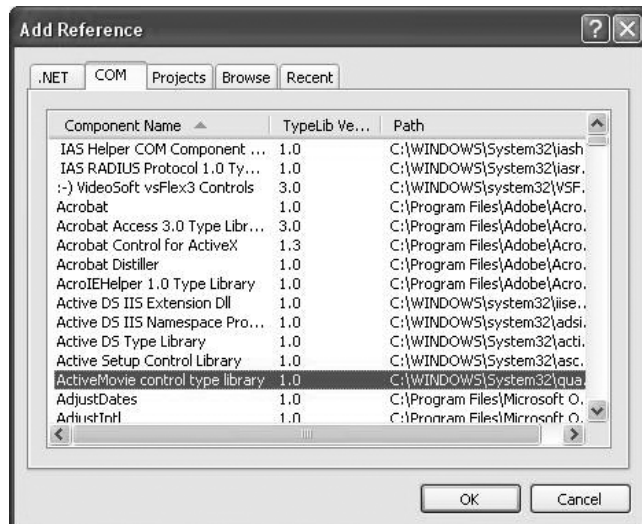 Add Reference
.NET COM Projects Browse Recent
Component Name TypeLib Ve... Path
IAS Helper COM Component ... 1.0 C:\WINDOWS\System32\iash
IAS RADIUS Protocol 1.0 Ty... 1.0 C:\WINDOWS\System32\iasr.
:-) VideoSoft vsFlex3 Controls 3.0 C:\WINDOWS\system32\VSF.
Acrobat 1.0 C:\Program Files\Adobe\Acro.
Acrobat Access 3.0 Type Libr... 3.0 C:\Program Files\Adobe\Acro.
Acrobat Control for ActiveX 1.3 C:\Program Files\Adobe\Acro.
Acrobat Distiller 1.0 C:\Program Files\Adobe\Acro.
AcroIEHelper 1.0 Type Library 1.0 C:\Program Files\Adobe\Acro.
Active DS IIS Extension Dll 1.0 C:\WINDOWS\system32\iise..
Active DS IIS Namespace Pro... 1.0 C:\WINDOWS\system32\adsi.
Active DS Type Library 1.0 C:\WINDOWS\system32\acti.
Active Setup Control Library 1.0 C:\WINDOWS\system32\asc.
ActiveMovie control type library 1.0 C:\WINDOWS\System32\qua.
AdjustDates 1.0 C:\Program Files\Microsoft O.
AdjustIntl 1.0 C:\Program Files\Microsoft O.
OK Cancel